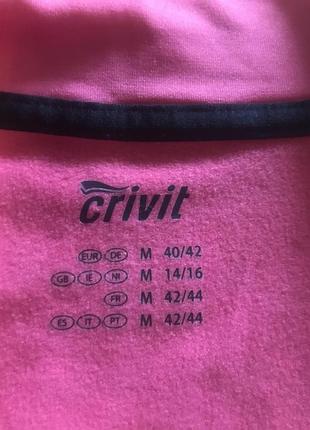 crivit
EUR DE M 40/42
GB IE NI M 14/16
FR M 42/44
ES IT PT M 42/44